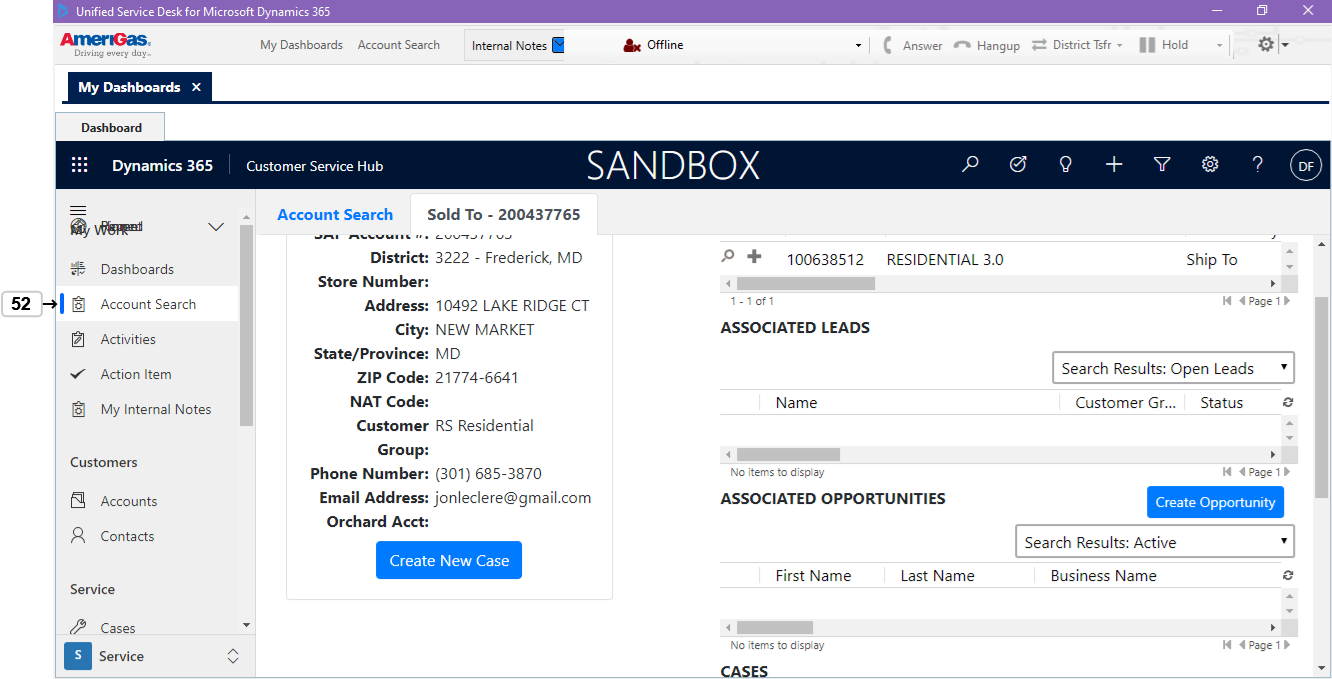 Unified Service Desk for Microsoft Dynamics 365
AmeriGas
Driving every day...
My Dashboards
Account Search
Internal Notes
Offline
Answer
Hangup
District Tsfr
Hold
My Dashboards
Dashboard
Dynamics 365
Customer Service Hub
SANDBOX
DF
My Work
Dashboards
52
Account Search
Activities
Action Item
My Internal Notes
Customers
Accounts
Contacts
Service
Cases
S
Service
Account Search
Sold To - 200437765
SAP Account #: 200437765
District: 3222 - Frederick, MD
Store Number:
Address: 10492 LAKE RIDGE CT
City: NEW MARKET
State/Province: MD
ZIP Code: 21774-6641
NAT Code:
Customer RS Residential
Group:
Phone Number: (301) 685-3870
Email Address: jonleclere@gmail.com
Orchard Acct:
Create New Case
100638512 RESIDENTIAL 3.0 Ship To
1 - 1 of 1
Page 1
ASSOCIATED LEADS
Search Results: Open Leads
Name Customer Gr... Status
No items to display
Page 1
ASSOCIATED OPPORTUNITIES
Create Opportunity
Search Results: Active
First Name Last Name Business Name
No items to display
Page 1
CASES